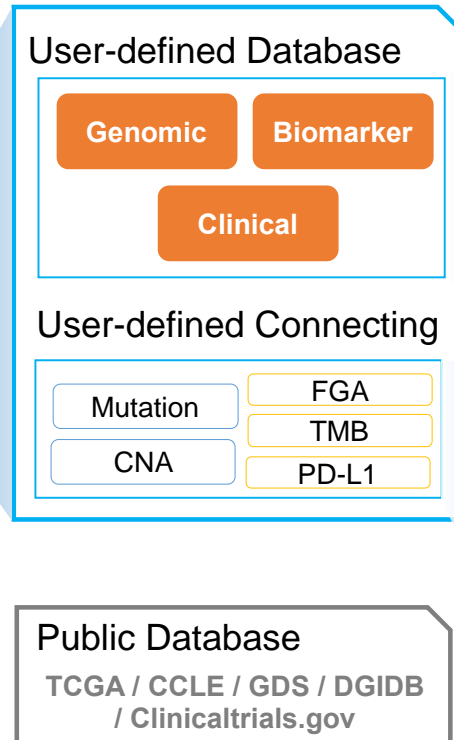 User-defined Database
Genomic
Biomarker
Clinical
User-defined Connecting
Mutation
CNA
FGA
TMB
PD-L1
Public Database
TCGA / CCLE / GDS / DGIDB
/ Clinicaltrials.gov